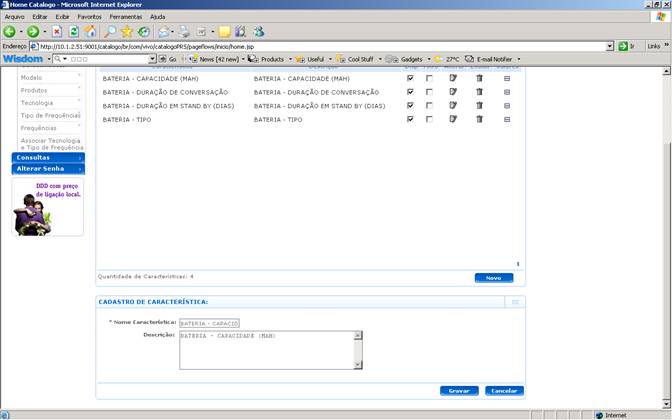 Home Catalogo - Microsoft Internet Explorer
Arquivo Editar Exibir Favoritos Ferramentas Ajuda
Endereço http://10.1.2.51:9001/catalogo/br/com/vivo/catalogoPRS/pageflows/inicio/home.jsp Ir Links »
Wisdom Go News [42 new] Products Useful Cool Stuff Gadgets 27°C E-mail Notifier
Modelo
Produtos
Tecnologia
Tipo de Frequências
Frequências
Associar Tecnologia
e Tipo de Frequência
Consultas
Alterar Senha
DDD com preço
de ligação local.
BATERIA - CAPACIDADE (MAH) BATERIA - CAPACIDADE (MAH)
BATERIA - DURAÇÃO DE CONVERSAÇÃO BATERIA - DURAÇÃO DE CONVERSAÇÃO
BATERIA - DURAÇÃO EM STAND BY (DIAS) BATERIA - DURAÇÃO EM STAND BY (DIAS)
BATERIA - TIPO BATERIA - TIPO
1
Quantidade de Características: 4 Novo
CADASTRO DE CARACTERÍSTICA:
* Nome Característica: BATERIA - CAPACID
Descrição: BATERIA - CAPACIDADE (MAH)
Gravar Cancelar
Internet